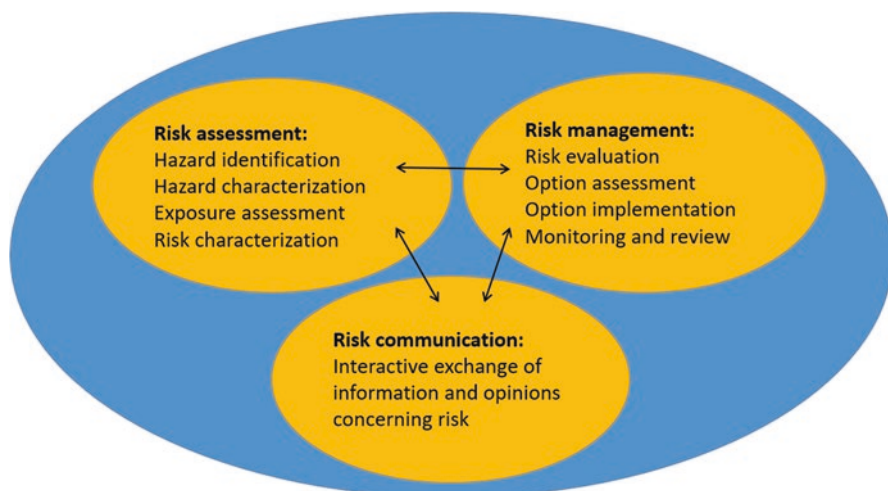 Risk assessment:
Hazard identification
Hazard characterization
Exposure assessment
Risk characterization
Risk management:
Risk evaluation
Option assessment
Option implementation
Monitoring and review
Risk communication:
Interactive exchange of
information and opinions
concerning risk